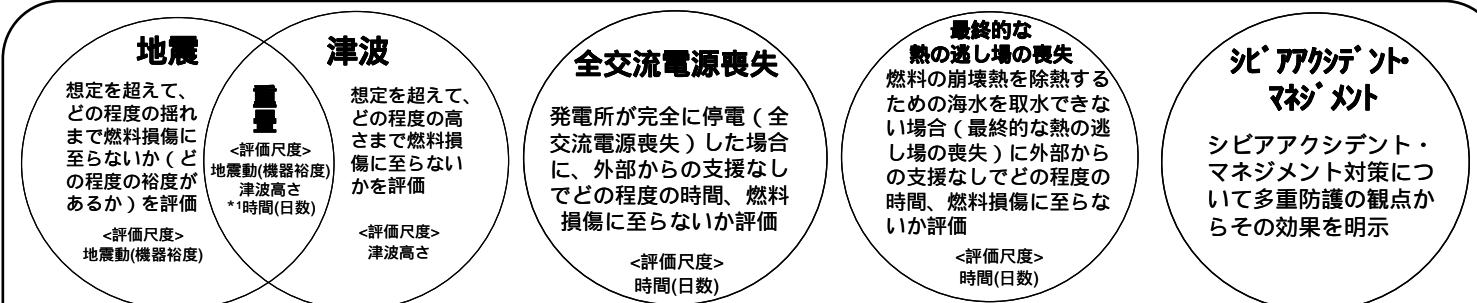 地震
想定を超えて、
どの程度の揺れ
まで燃料損傷に
至らないか(ど
の程度の裕度が
あるか)を評価
<評価尺度>
地震動(機器裕度)
重
畳
<評価尺度>
地震動(機器裕度)
津波高さ
*1時間(日数)
津波
想定を超えて、
どの程度の高
さまで燃料損
傷に至らない
かを評価
<評価尺度>
津波高さ
全交流電源喪失
発電所が完全に停電(全
交流電源喪失)した場合
に、外部からの支援なし
でどの程度の時間、燃料
損傷に至らないか評価
<評価尺度>
時間(日数)
最終的な
熱の逃し場の喪失
燃料の崩壊熱を除熱する
ための海水を取水できな
い場合(最終的な熱の逃
し場の喪失)に外部から
の支援なしでどの程度の
時間、燃料損傷に至らな
いか評価
<評価尺度>
時間(日数)
シビアアクシデント・
マネジメント
シビアアクシデント・
マネジメント対策につ
いて多重防護の観点か
らその効果を明示